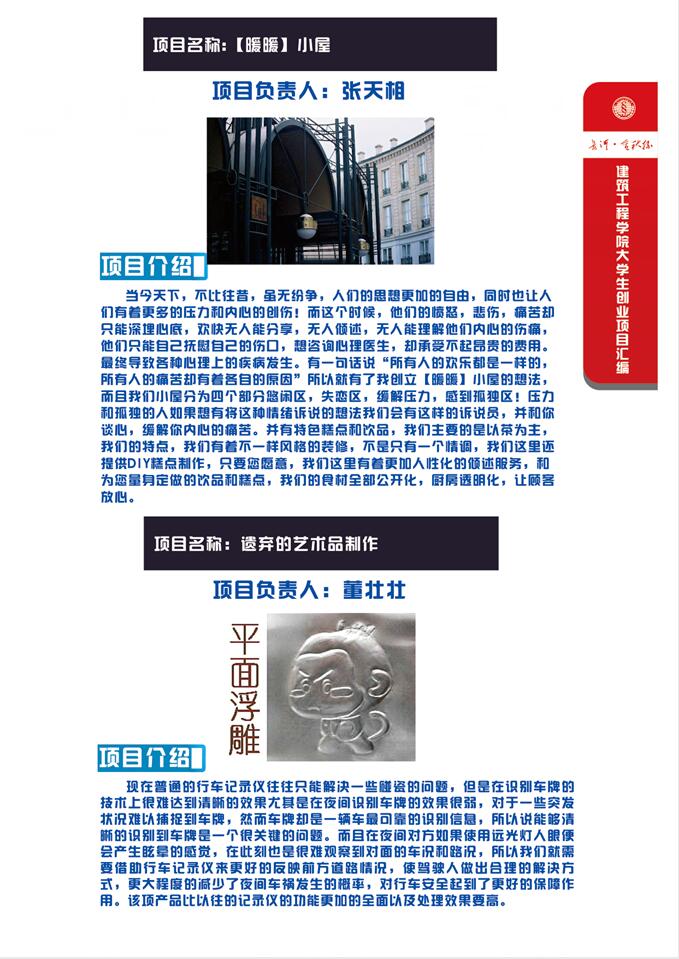 项目名称:【暖暖】小屋
项目负责人：张天相
项目介绍
当今天下，不比往昔，虽无纷争，人们的思想更加的自由，同时也让人
们有着更多的压力和内心的创伤！而这个时候，他们的愤怒，悲伤，痛苦却
只能深埋心底，欢快无人能分享，无人倾述，无人能理解他们内心的伤痛，
他们只能自己抚慰自己的伤口，想咨询心理医生，却承受不起昂贵的费用。
最终导致各种心理上的疾病发生。有一句话说“所有人的欢乐都是一样的，
所有人的痛苦却有着各自的原因”所以就有了我创立【暖暖】小屋的想法，
而且我们小屋分为四个部分悠闲区，失恋区，缓解压力，感到孤独区！压力
和孤独的人如果想有将这种情绪诉说的想法我们会有这样的诉说员，并和你
谈心，缓解你内心的痛苦。并有特色糕点和饮品，我们主要的是以茶为主，
我们的特点，我们有着不一样风格的装修，不是只有一个情调，我们这里还
提供DIY糕点制作，只要您愿意，我们这里有着更加人性化的倾述服务，和
为您量身定做的饮品和糕点，我们的食材全部公开化，厨房透明化，让顾客
放心。
项目名称：遗弃的艺术品制作
项目负责人：董壮壮
平面浮雕
项目介绍
现在普通的行车记录仪往往只能解决一些碰瓷的问题，但是在识别车牌的
技术上很难达到清晰的效果尤其是在夜间识别车牌的效果很弱，对于一些突发
状况难以捕捉到车牌，然而车牌却是一辆车最可靠的识别信息，所以说能够清
晰的识别到车牌是一个很关键的问题。而且在夜间对方如果使用远光灯人眼便
会产生眩晕的感觉，在此刻也是很难观察到对面的车况和路况，所以我们就需
要借助行车记录仪来更好的反映前方道路情况，使驾驶人做出合理的解决方
式，更大程度的减少了夜间车祸发生的概率，对行车安全起到了更好的保障作
用。该项产品比以往的记录仪的功能更加的全面以及处理效果要高。
建筑工程学院大学生创业项目汇编